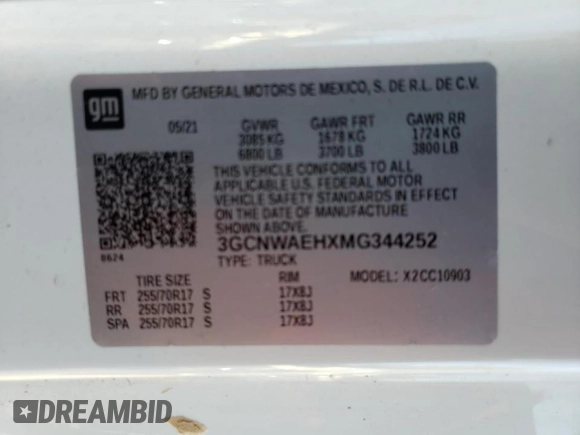 gm
MFD BY GENERAL MOTORS DE MEXICO, S. DE R.L. DE C.V.
05/21 GVWR GAWR FRT GAWR RR
3085 KG 1678 KG 1724 KG
6800 LB 3700 LB 3800 LB
THIS VEHICLE CONFORMS TO ALL
APPLICABLE U.S. FEDERAL MOTOR
VEHICLE SAFETY STANDARDS IN EFFECT
ON THE DATE OF MANUFACTURE
SHOWN ABOVE.
8624
3GCNWAEHXMG344252
TYPE: TRUCK MODEL: X2CC10903
TIRE SIZE RIM
FRT 255/70R17 S 17X8J
RR 255/70R17 S 17X8J
SPA 255/70R17 S 17X8J
DREAMBID